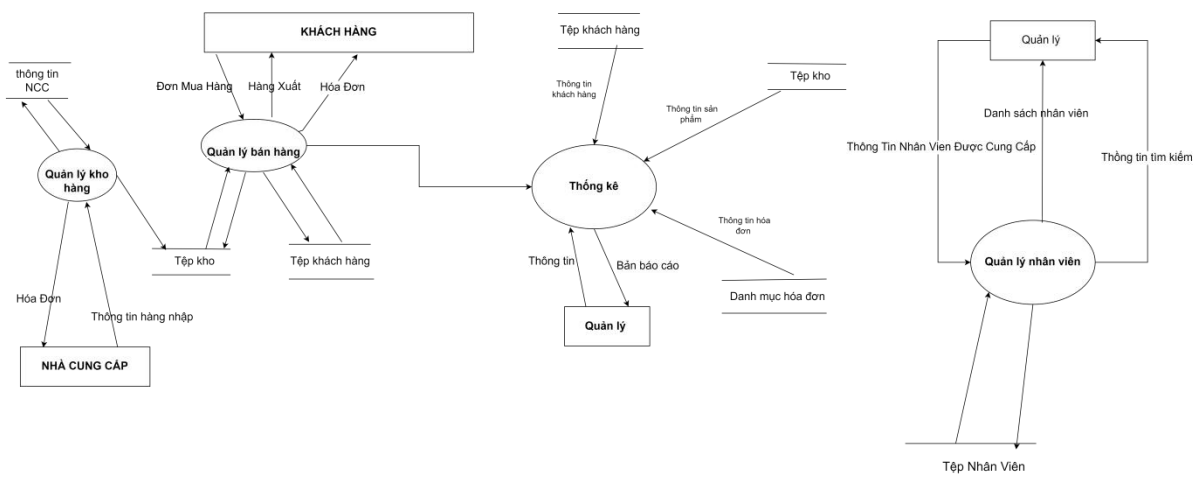 KHÁCH HÀNG
thông tin
NCC
Đơn Mua Hàng
Hàng Xuất
Hóa Đơn
Quản lý kho
hàng
Quản lý bán hàng
Tệp kho
Tệp khách hàng
Hóa Đơn
Thông tin hàng nhập
NHÀ CUNG CẤP
Tệp khách hàng
Thông tin
khách hàng
Tệp kho
Thông tin sản
phẩm
Thống kê
Thông tin hóa
đơn
Thông tin
Bản báo cáo
Danh mục hóa đơn
Quản lý
Quản lý
Danh sách nhân viên
Thông Tin Nhân Vien Được Cung Cấp
Thồng tin tìm kiếm
Quản lý nhân viên
Tệp Nhân Viên